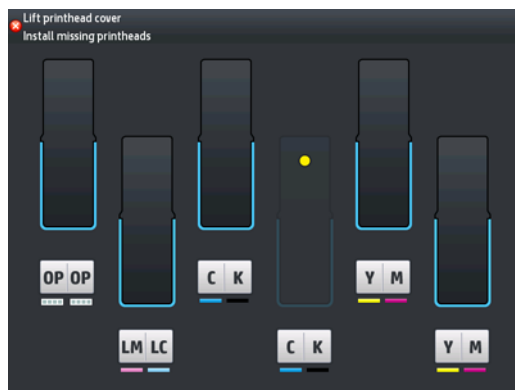 Lift printhead cover
Install missing printheads
OP OP
C K
Y M
LM LC
C K
Y M